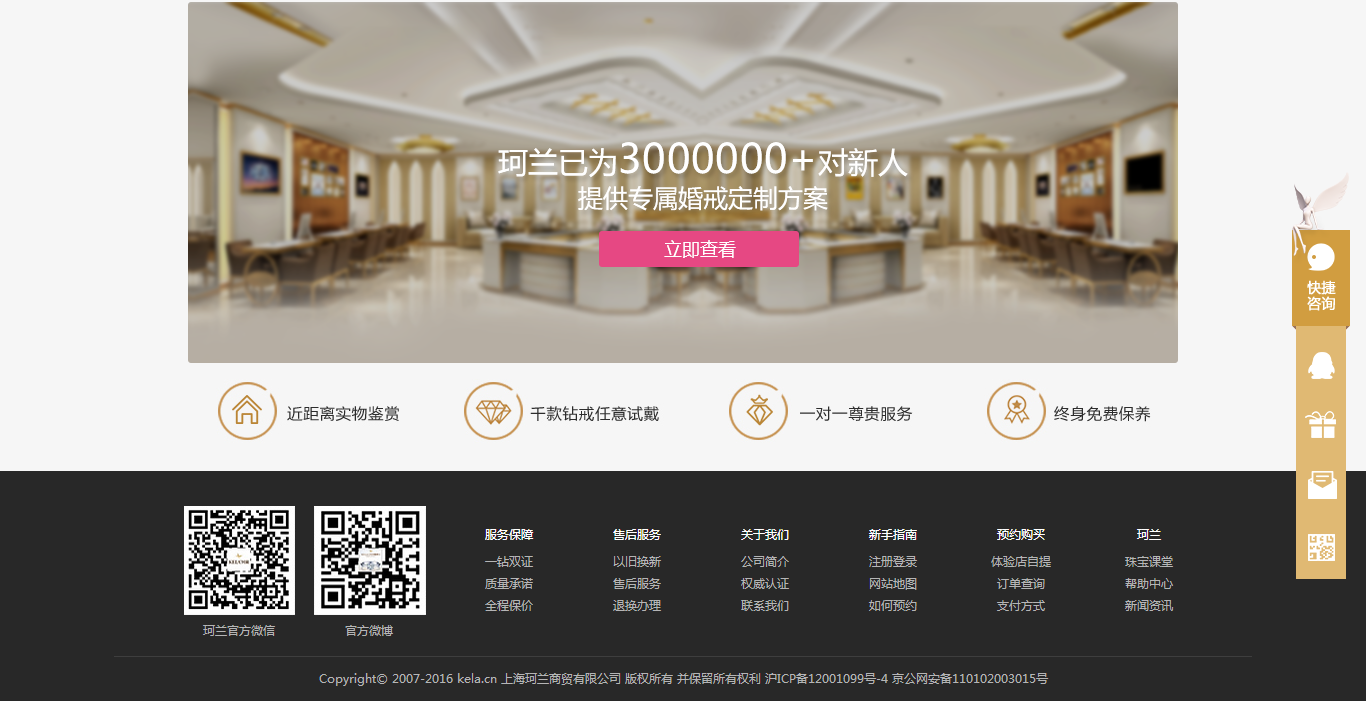 珂兰已为3000000+对新人
提供专属婚戒定制方案
立即查看
快捷
咨询
近距离实物鉴赏
千款钻戒任意试戴
一对一尊贵服务
终身免费保养
服务保障
一钻双证
质量承诺
全程保价
售后服务
以旧换新
售后服务
退换办理
关于我们
公司简介
权威认证
联系我们
新手指南
注册登录
网站地图
如何预约
预约购买
体验店自提
订单查询
支付方式
珂兰
珠宝课堂
帮助中心
新闻资讯
珂兰官方微信
官方微博
Copyright© 2007-2016 kela.cn 上海珂兰商贸有限公司 版权所有 并保留所有权利 沪ICP备12001099号-4 京公网安备110102003015号